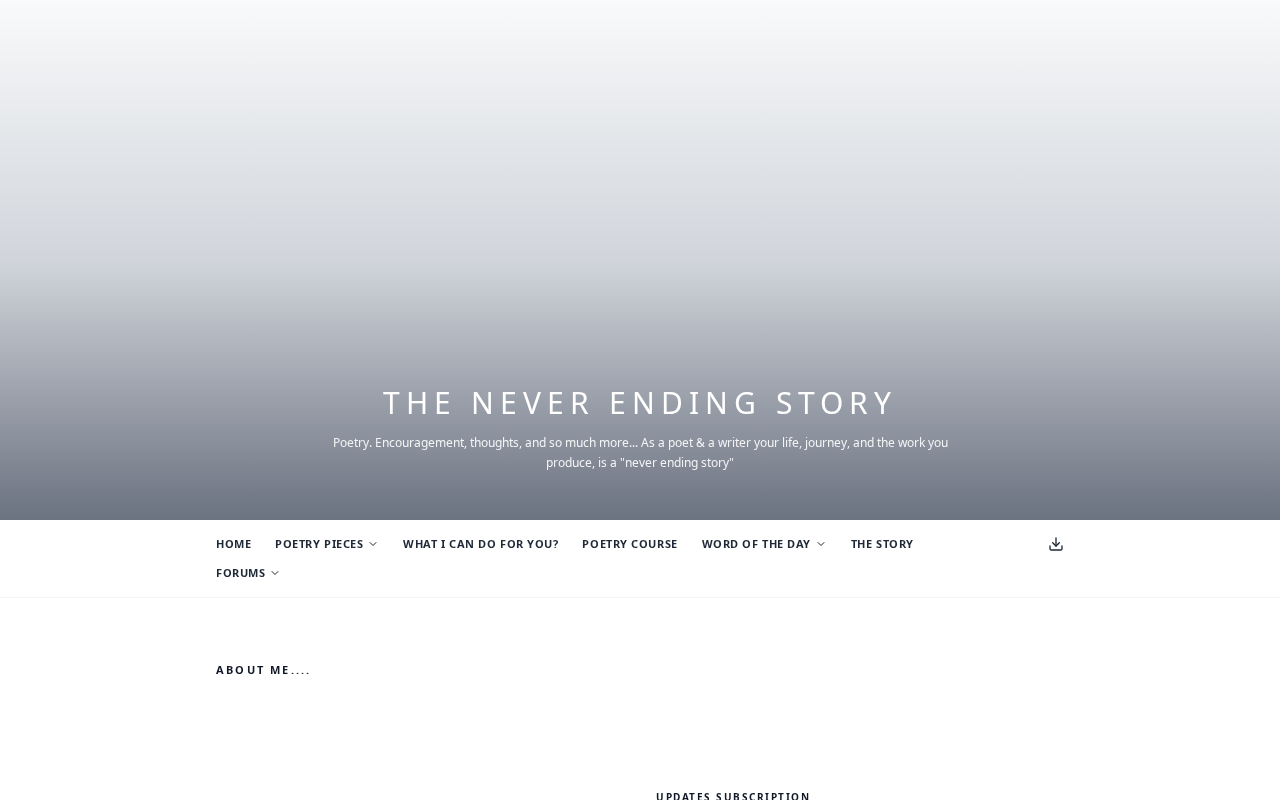 THE NEVER ENDING STORY
Poetry. Encouragement, thoughts, and so much more... As a poet & a writer your life, journey, and the work you
produce, is a "never ending story"
HOME POETRY PIECES WHAT I CAN DO FOR YOU? POETRY COURSE WORD OF THE DAY THE STORY
FORUMS
ABOUT ME....
UPDATES SUBSCRIPTION